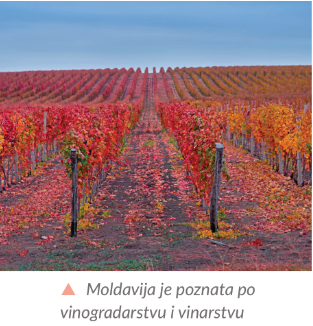 ▲ Moldavija je poznata po
vinogradarstvu i vinarstvu